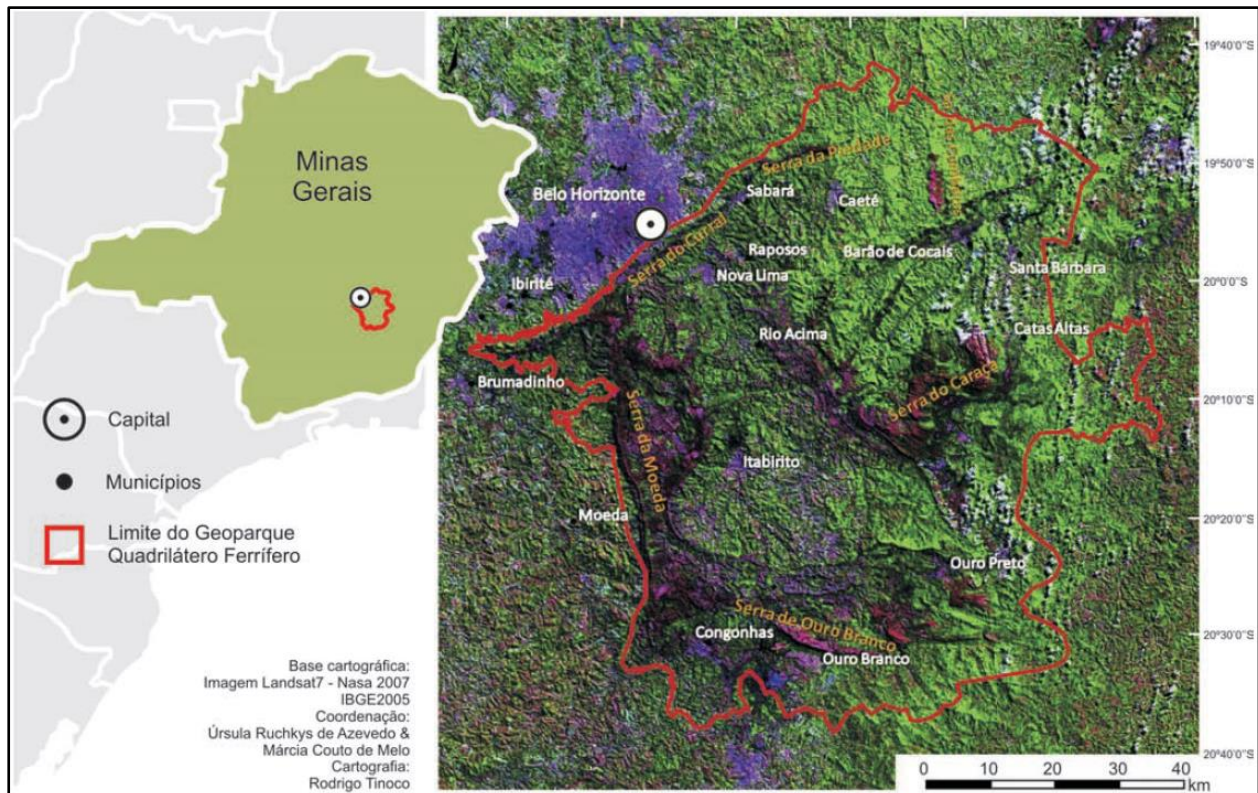 Minas
Gerais
Capital
Municípios
Limite do Geoparque
Quadrilátero Ferrífero
Base cartográfica:
Imagem Landsat7 - Nasa 2007
IBGE2005
Coordenação:
Úrsula Ruchkys de Azevedo &
Márcia Couto de Melo
Cartografia:
Rodrigo Tinoco
Serra da Piedade
Belo Horizonte
Sabará
Caeté
Serra do Curral
Raposos
Barão de Cocais
Nova Lima
Santa Bárbara
Ibirité
Rio Acima
Catas Altas
Brumadinho
Serra do Caraça
Serra da Moeda
Itabirito
Moeda
Ouro Preto
Serra de Ouro Branco
Congonhas
Ouro Branco
19°40'0"S
19°50'0"S
20°0'0"S
20°10'0"S
20°20'0"S
20°30'0"S
20°40'0"S
0 10 20 30 40
km